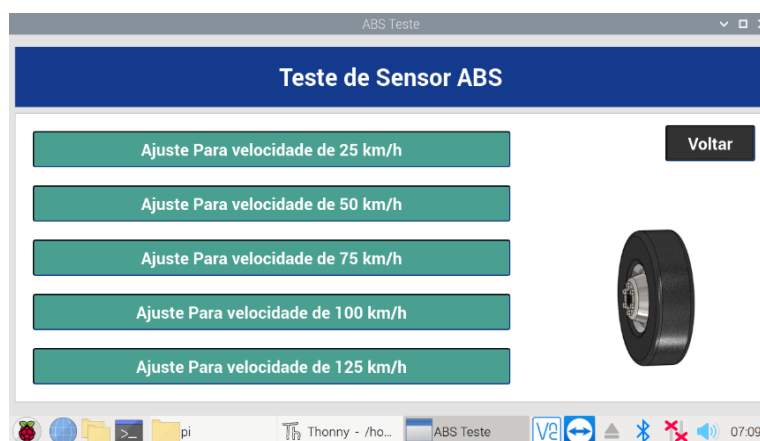 ABS Teste
Teste de Sensor ABS
Voltar
Ajuste Para velocidade de 25 km/h
Ajuste Para velocidade de 50 km/h
Ajuste Para velocidade de 75 km/h
Ajuste Para velocidade de 100 km/h
Ajuste Para velocidade de 125 km/h
>_ pi Th Thonny - /ho... ABS Teste V2 07:09